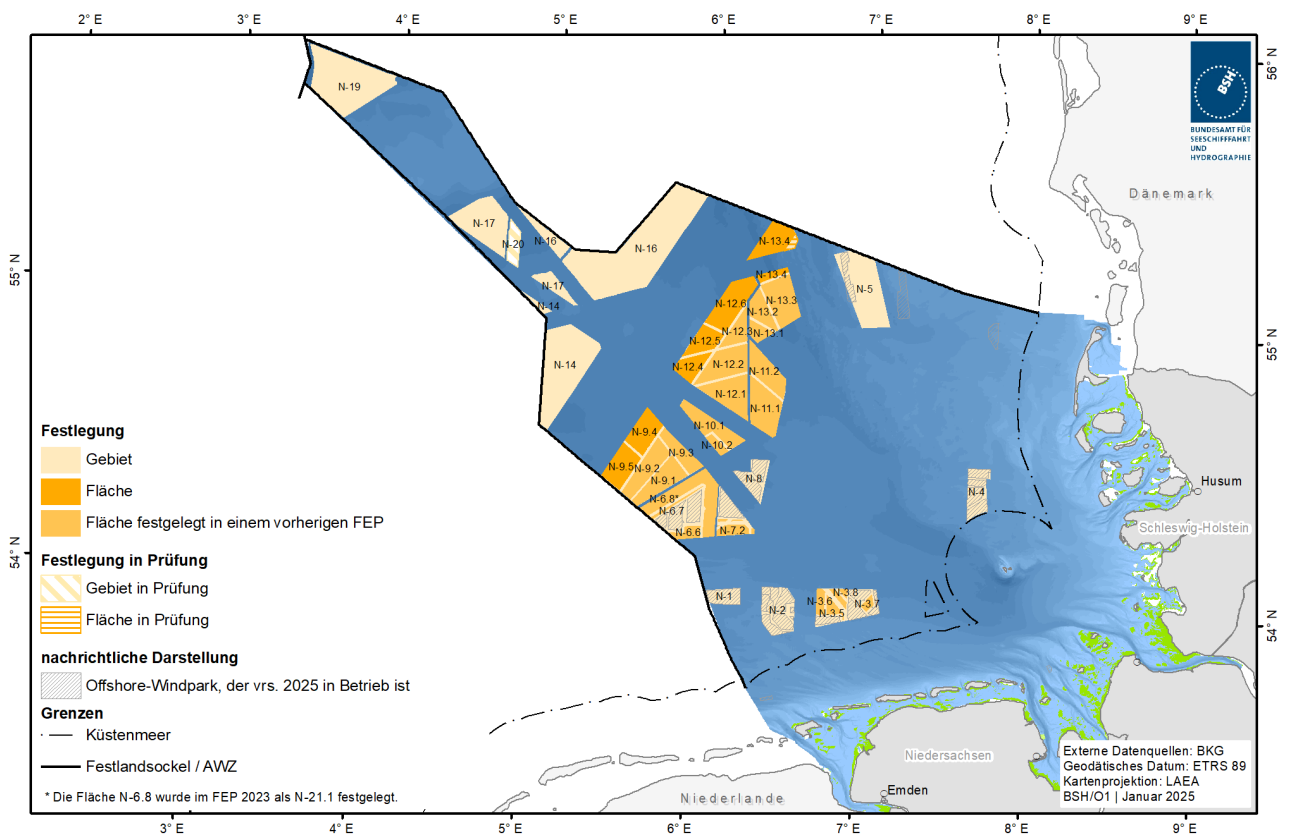 2° E 3° E 4° E 5° E 6° E 7° E 8° E 9° E
56° N
55° N
54° N
55° N
54° N
BSH
BUNDESAMT FÜR
SEESCHIFFFAHRT
UND
HYDROGRAPHIE
Dänemark
N-19
N-17
N-20
N-16
N-16
N-17
N-14
N-14
N-13.4
N-13.4
N-13.3
N-13.2
N-13.1
N-5
N-12.6
N-12.3
N-12.5
N-12.4
N-12.2
N-12.1
N-11.2
N-11.1
N-10.1
N-10.2
N-9.4
N-9.3
N-9.5
N-9.2
N-9.1
N-8
N-6.8*
N-6.7
N-6.6
N-7.2
N-4
N-1
N-2
N-3.8
N-3.6
N-3.7
N-3.5
Husum
Schleswig-Holstein
Niedersachsen
Emden
Niederlande
Festlegung
Gebiet
Fläche
Fläche festgelegt in einem vorherigen FEP
Festlegung in Prüfung
Gebiet in Prüfung
Fläche in Prüfung
nachrichtliche Darstellung
Offshore-Windpark, der vrs. 2025 in Betrieb ist
Grenzen
Küstenmeer
Festlandsockel / AWZ
* Die Fläche N-6.8 wurde im FEP 2023 als N-21.1 festgelegt.
Externe Datenquellen: BKG
Geodätisches Datum: ETRS 89
Kartenprojektion: LAEA
BSH/O1 | Januar 2025
3° E 4° E 5° E 6° E 7° E 8° E 9° E